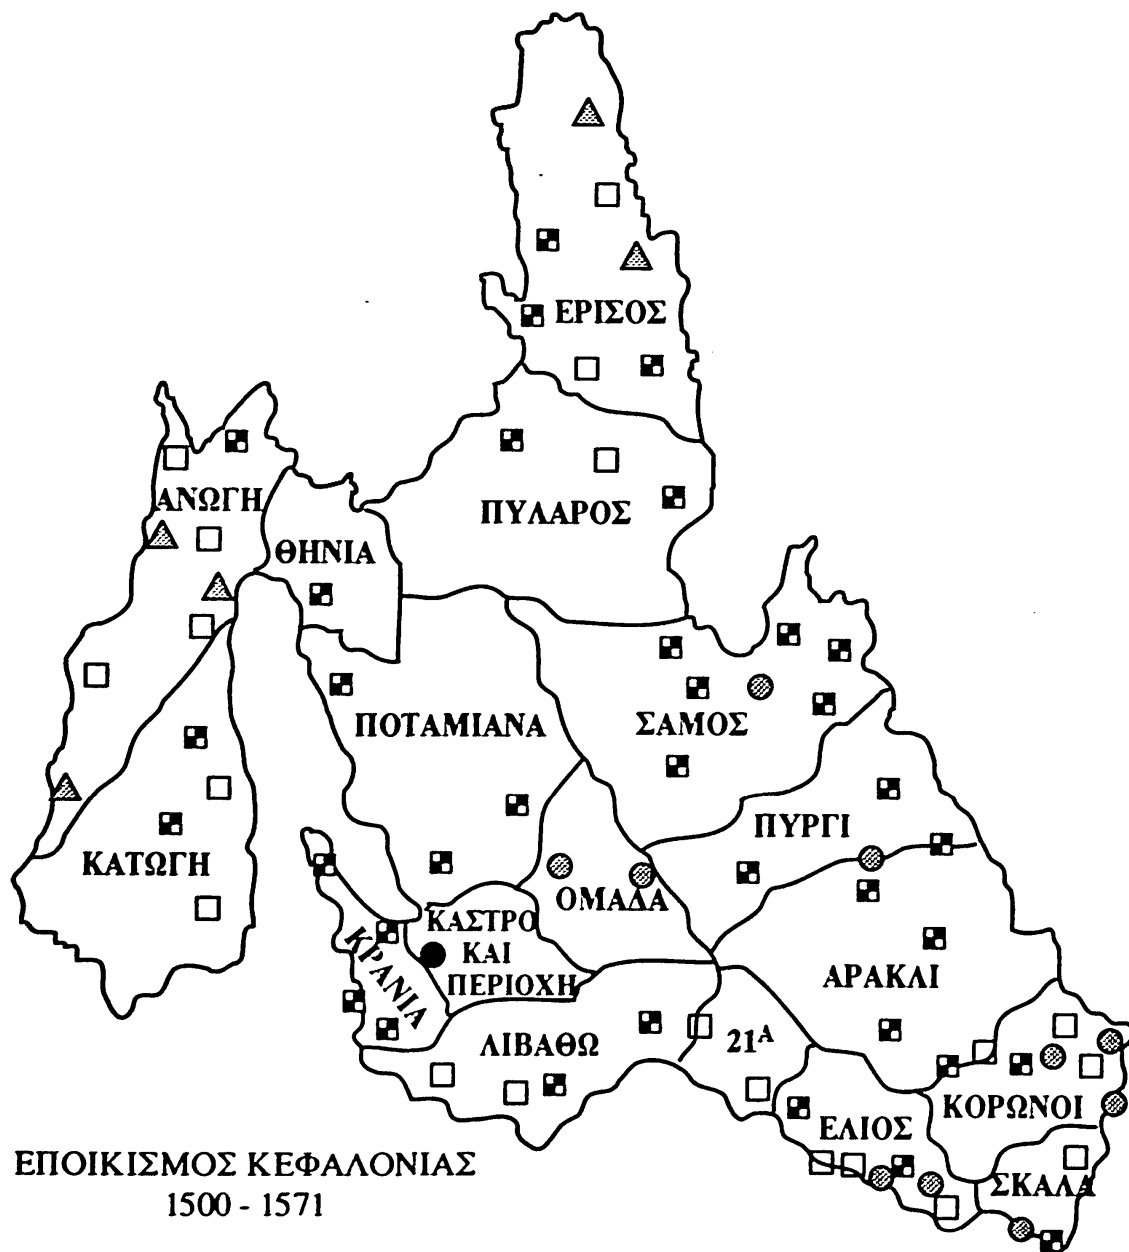 ΕΡΙΣΟΣ
ΑΝΩΓΗ
ΠΥΛΑΡΟΣ
ΘΗΝΙΑ
ΠΟΤΑΜΙΑΝΑ
ΣΑΜΟΣ
ΠΥΡΓΙ
ΚΑΤΩΓΗ
ΟΜΑΔΑ
ΚΑΣΤΡΟ
ΚΑΙ
ΠΕΡΙΟΧΗ
ΚΡΑΝΙΑ
ΑΡΑΚΛΙ
ΛΙΒΑΘΩ
21Α
ΚΟΡΩΝΟΙ
ΕΛΙΟΣ
ΣΚΑΛΑ
ΕΠΟΙΚΙΣΜΟΣ ΚΕΦΑΛΟΝΙΑΣ
1500 - 1571